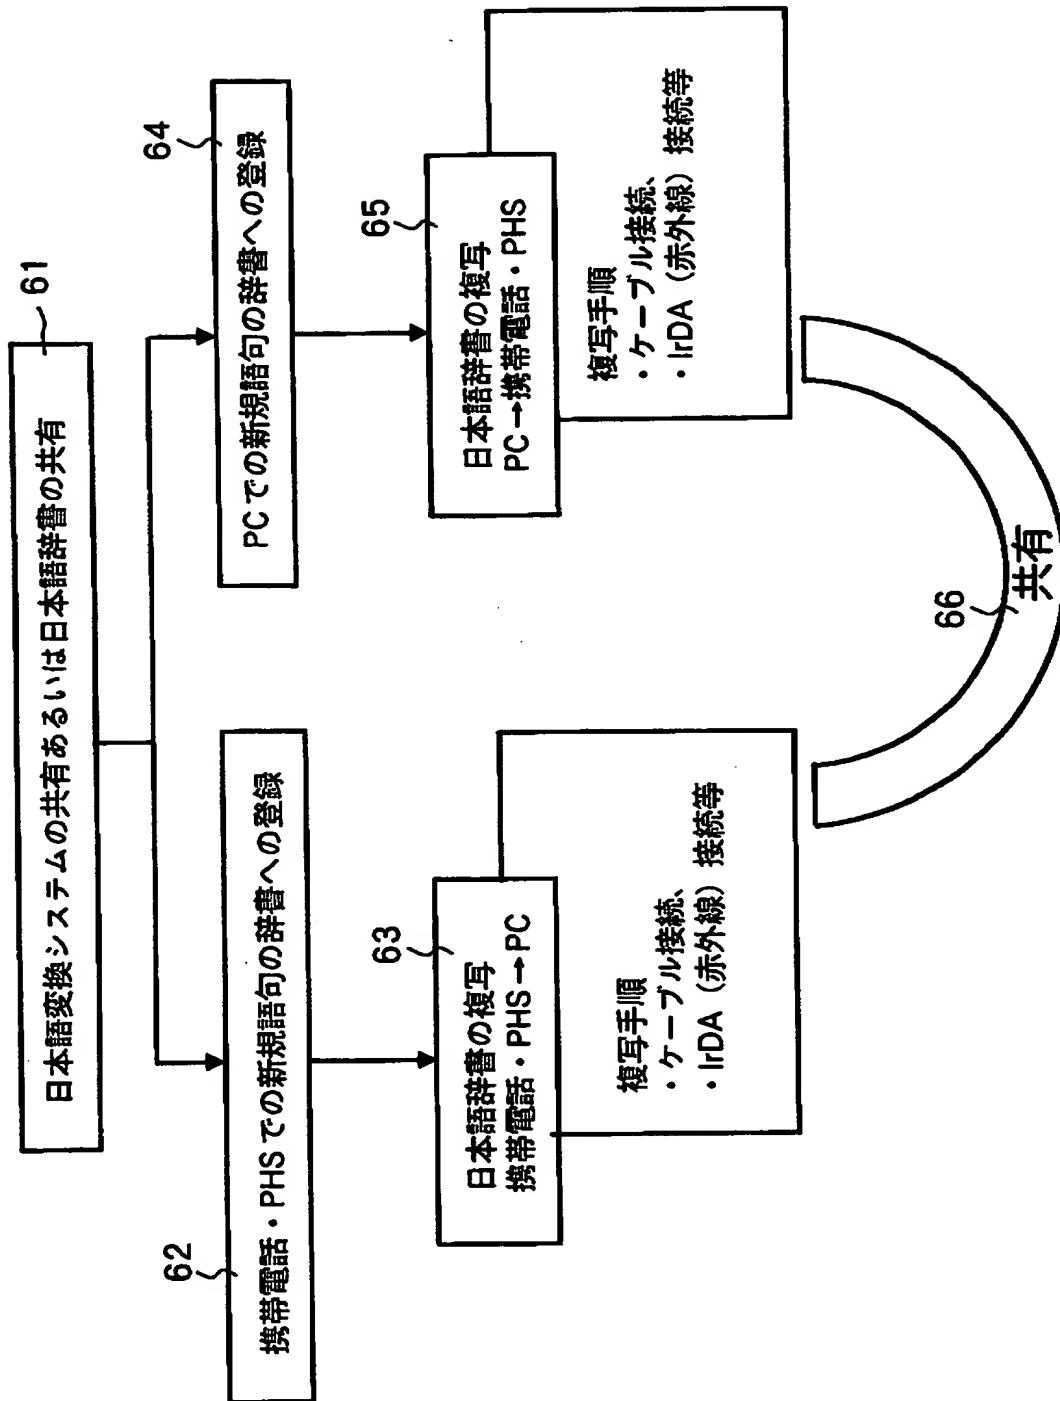 日本語変換システムの共有あるいは日本語辞書の共有
61
62
携帯電話・PHSでの新規語句の辞書への登録
64
PCでの新規語句の辞書への登録
63
日本語辞書の複写
携帯電話・PHS→PC
複写手順
・ケーブル接続、
・IrDA（赤外線）接続等
65
日本語辞書の複写
PC→携帯電話・PHS
複写手順
・ケーブル接続、
・IrDA（赤外線）接続等
66
共有